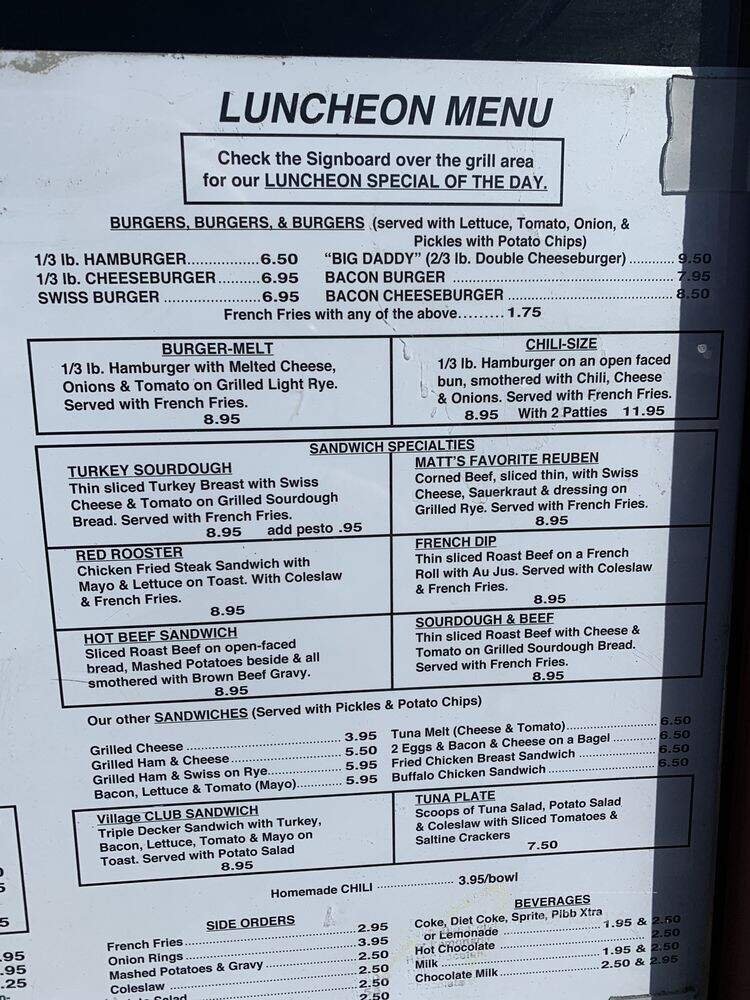 LUNCHEON MENU
Check the Signboard over the grill area
for our LUNCHEON SPECIAL OF THE DAY.
BURGERS, BURGERS, & BURGERS (served with Lettuce, Tomato, Onion, &
Pickles with Potato Chips)
1/3 lb. HAMBURGER 6.50
1/3 lb. CHEESEBURGER 6.95
SWISS BURGER 6.95
"BIG DADDY" (2/3 lb. Double Cheeseburger) 9.50
BACON BURGER 7.95
BACON CHEESEBURGER 8.50
French Fries with any of the above 1.75
BURGER-MELT
1/3 lb. Hamburger with Melted Cheese,
Onions & Tomato on Grilled Light Rye.
Served with French Fries.
8.95
CHILI-SIZE
1/3 lb. Hamburger on an open faced
bun, smothered with Chili, Cheese
& Onions. Served with French Fries.
8.95 With 2 Patties 11.95
SANDWICH SPECIALTIES
TURKEY SOURDOUGH
Thin sliced Turkey Breast with Swiss
Cheese & Tomato on Grilled Sourdough
Bread. Served with French Fries.
8.95 add pesto .95
MATT'S FAVORITE REUBEN
Corned Beef, sliced thin, with Swiss
Cheese, Sauerkraut & dressing on
Grilled Rye. Served with French Fries.
8.95
RED ROOSTER
Chicken Fried Steak Sandwich with
Mayo & Lettuce on Toast. With Coleslaw
& French Fries.
8.95
FRENCH DIP
Thin sliced Roast Beef on a French
Roll with Au Jus. Served with Coleslaw
& French Fries.
8.95
HOT BEEF SANDWICH
Sliced Roast Beef on open-faced
bread, Mashed Potatoes beside & all
smothered with Brown Beef Gravy.
8.95
SOURDOUGH & BEEF
Thin sliced Roast Beef with Cheese &
Tomato on Grilled Sourdough Bread.
Served with French Fries.
8.95
Our other SANDWICHES (Served with Pickles & Potato Chips)
Grilled Cheese 3.95
Grilled Ham & Cheese 5.50
Grilled Ham & Swiss on Rye 5.95
Bacon, Lettuce & Tomato (Mayo) 5.95
Tuna Melt (Cheese & Tomato) 6.50
2 Eggs & Bacon & Cheese on a Bagel 6.50
Fried Chicken Breast Sandwich 6.50
Buffalo Chicken Sandwich 6.50
Village CLUB SANDWICH
Triple Decker Sandwich with Turkey,
Bacon, Lettuce, Tomato & Mayo on
Toast. Served with Potato Salad
8.95
TUNA PLATE
Scoops of Tuna Salad, Potato Salad
& Coleslaw with Sliced Tomatoes &
Saltine Crackers
7.50
Homemade CHILI 3.95/bowl
SIDE ORDERS
French Fries 2.95
Onion Rings 3.95
Mashed Potatoes & Gravy 2.50
Coleslaw 2.50
Salad 2.50
BEVERAGES
Coke, Diet Coke, Sprite, Pibb Xtra
or Lemonade 1.95 & 2.50
Hot Chocolate 2.50
Milk 1.95 & 2.50
Chocolate Milk 2.50 & 2.95
5
.95
.95
.25